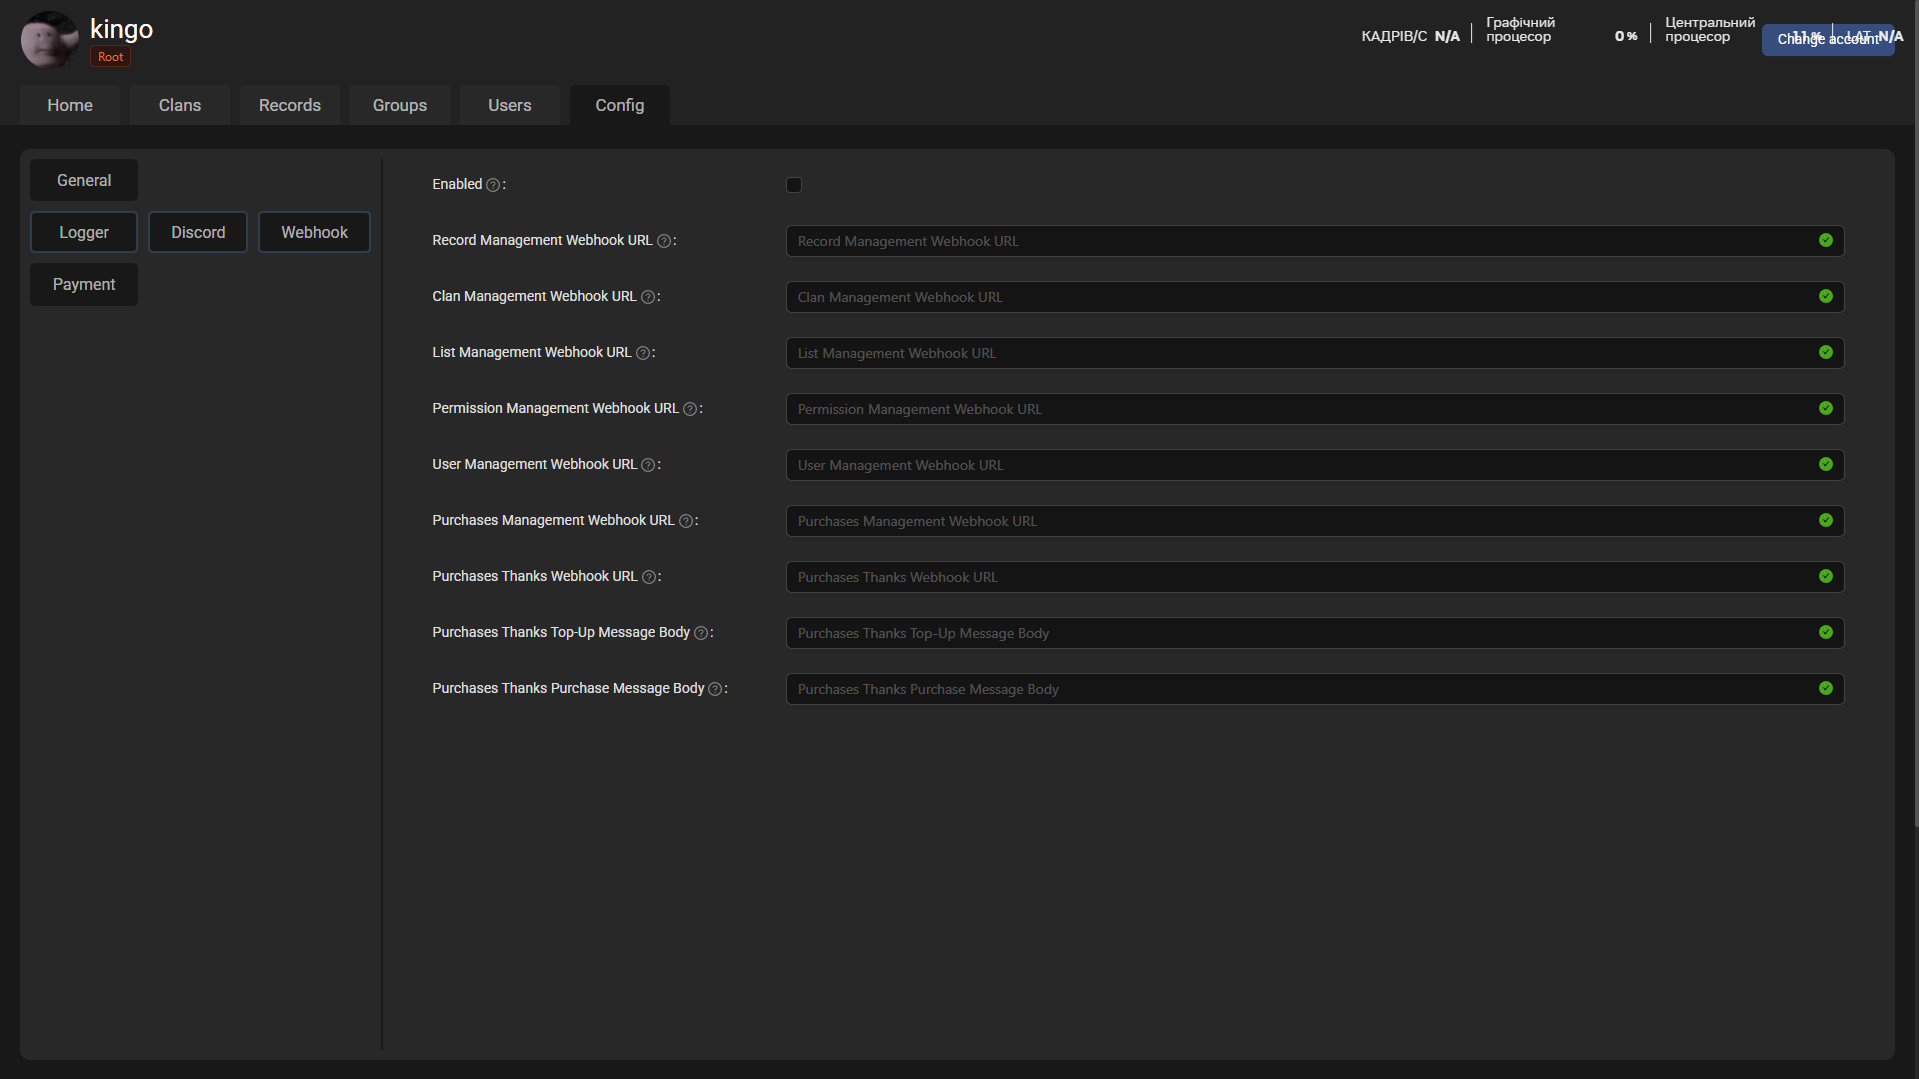 kingo
Root
КАДРІВ/С N/A
Графічний процесор 0 %
Центральний процесор 11 %
LAT N/A
Change account
Home Clans Records Groups Users Config
General
Logger Discord Webhook
Payment
Enabled :
Record Management Webhook URL : Record Management Webhook URL
Clan Management Webhook URL : Clan Management Webhook URL
List Management Webhook URL : List Management Webhook URL
Permission Management Webhook URL : Permission Management Webhook URL
User Management Webhook URL : User Management Webhook URL
Purchases Management Webhook URL : Purchases Management Webhook URL
Purchases Thanks Webhook URL : Purchases Thanks Webhook URL
Purchases Thanks Top-Up Message Body : Purchases Thanks Top-Up Message Body
Purchases Thanks Purchase Message Body : Purchases Thanks Purchase Message Body